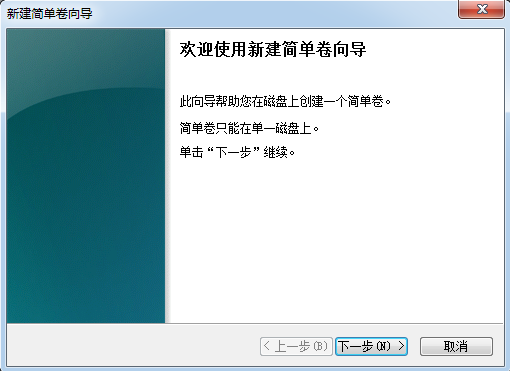 新建简单卷向导
欢迎使用新建简单卷向导
此向导帮助您在磁盘上创建一个简单卷。
简单卷只能在单一磁盘上。
单击“下一步”继续。
< 上一步(B) 下一步(N) > 取消